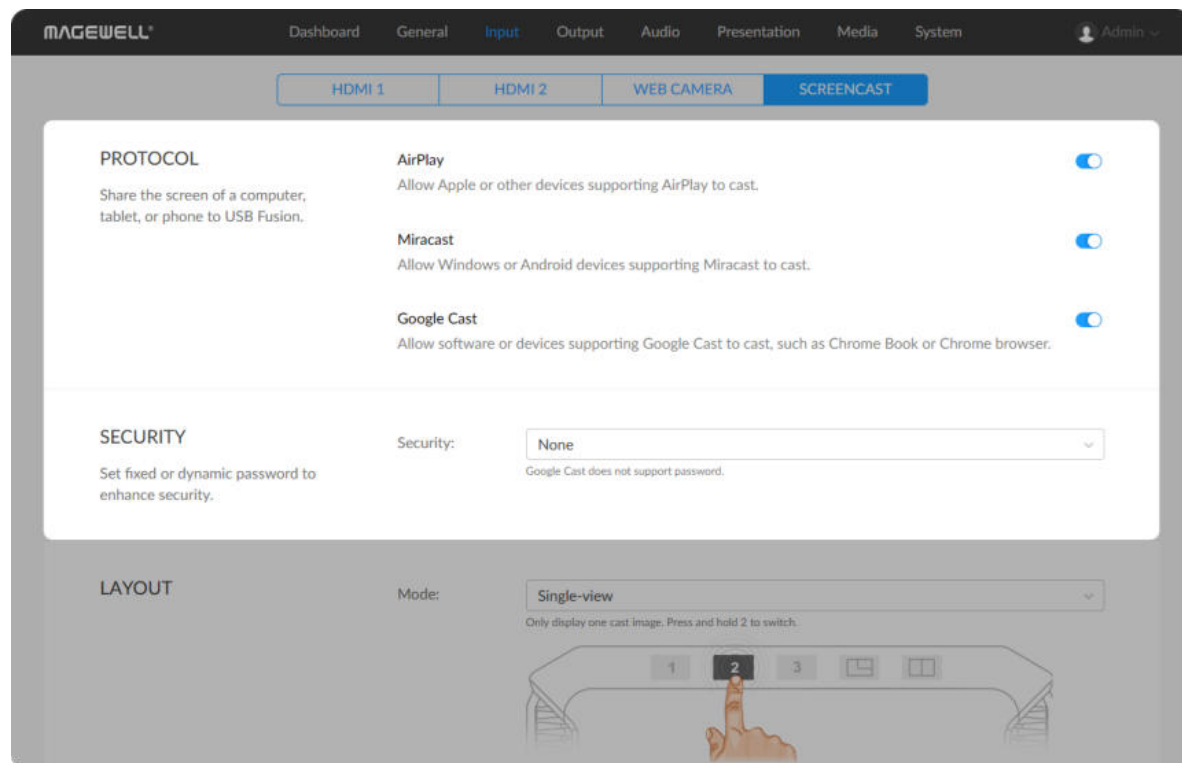 MAGEWELL®
Dashboard General Input Output Audio Presentation Media System Admin
HDMI 1 HDMI 2 WEB CAMERA SCREENCAST
PROTOCOL
Share the screen of a computer,
tablet, or phone to USB Fusion.
AirPlay
Allow Apple or other devices supporting AirPlay to cast.
Miracast
Allow Windows or Android devices supporting Miracast to cast.
Google Cast
Allow software or devices supporting Google Cast to cast, such as Chrome Book or Chrome browser.
SECURITY
Set fixed or dynamic password to
enhance security.
Security: None
Google Cast does not support password.
LAYOUT
Mode: Single-view
Only display one cast image. Press and hold 2 to switch.
1 2 3